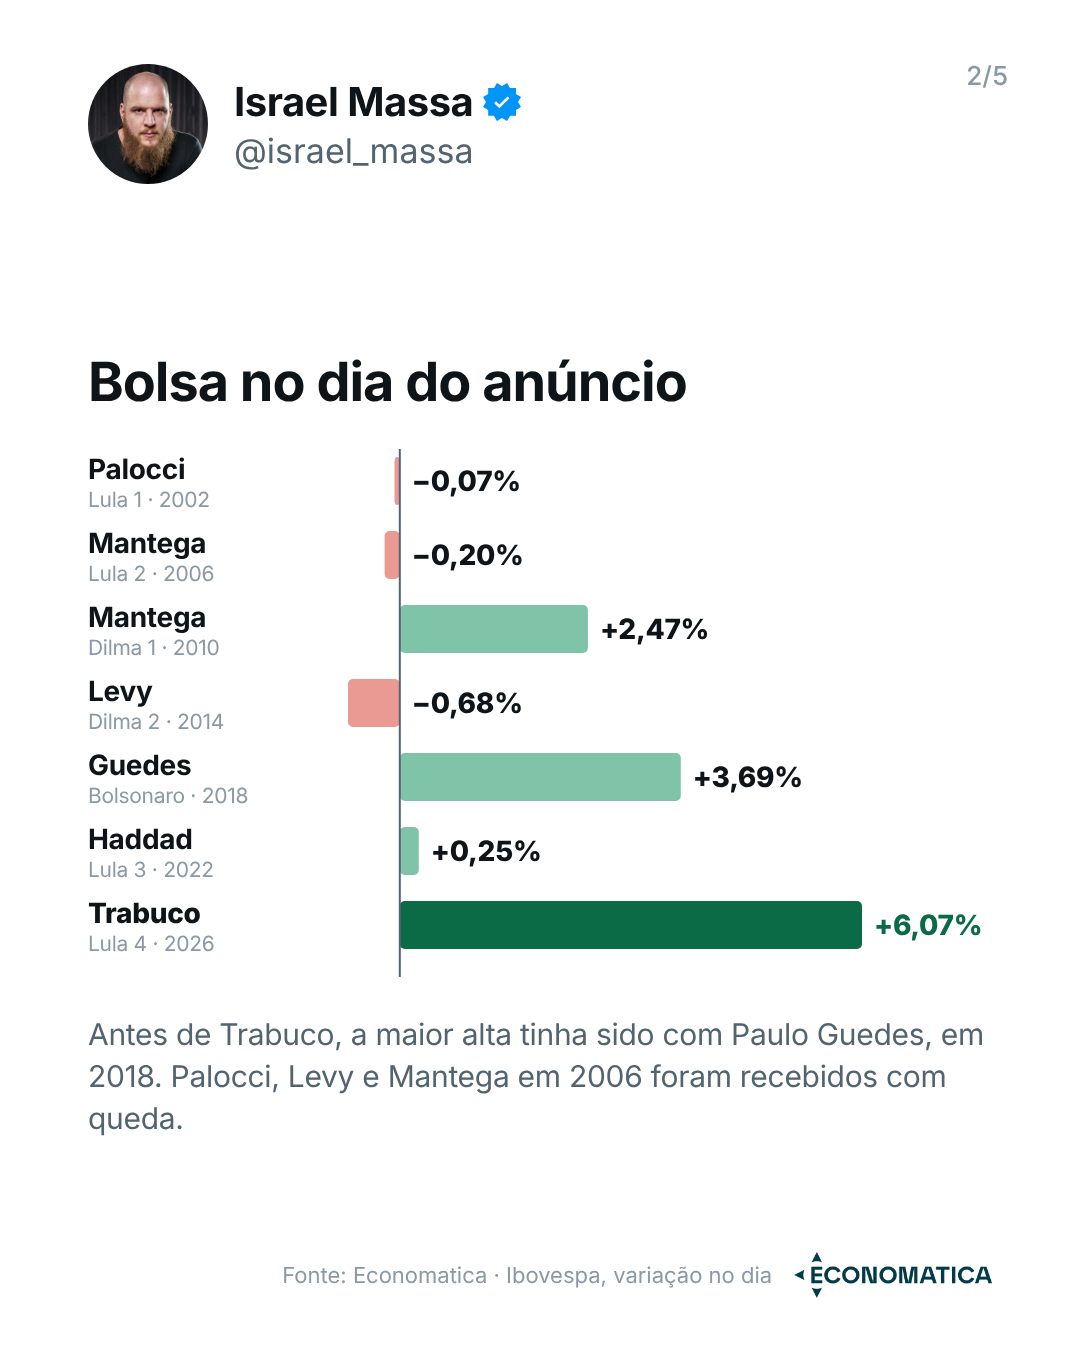 Israel Massa
@israel_massa
2/5
Bolsa no dia do anúncio
Palocci
Lula 1 · 2002
−0,07%
Mantega
Lula 2 · 2006
−0,20%
Mantega
Dilma 1 · 2010
+2,47%
Levy
Dilma 2 · 2014
−0,68%
Guedes
Bolsonaro · 2018
+3,69%
Haddad
Lula 3 · 2022
+0,25%
Trabuco
Lula 4 · 2026
+6,07%
Antes de Trabuco, a maior alta tinha sido com Paulo Guedes, em
2018. Palocci, Levy e Mantega em 2006 foram recebidos com
queda.
Fonte: Economatica · Ibovespa, variação no dia
ECONOMATICA